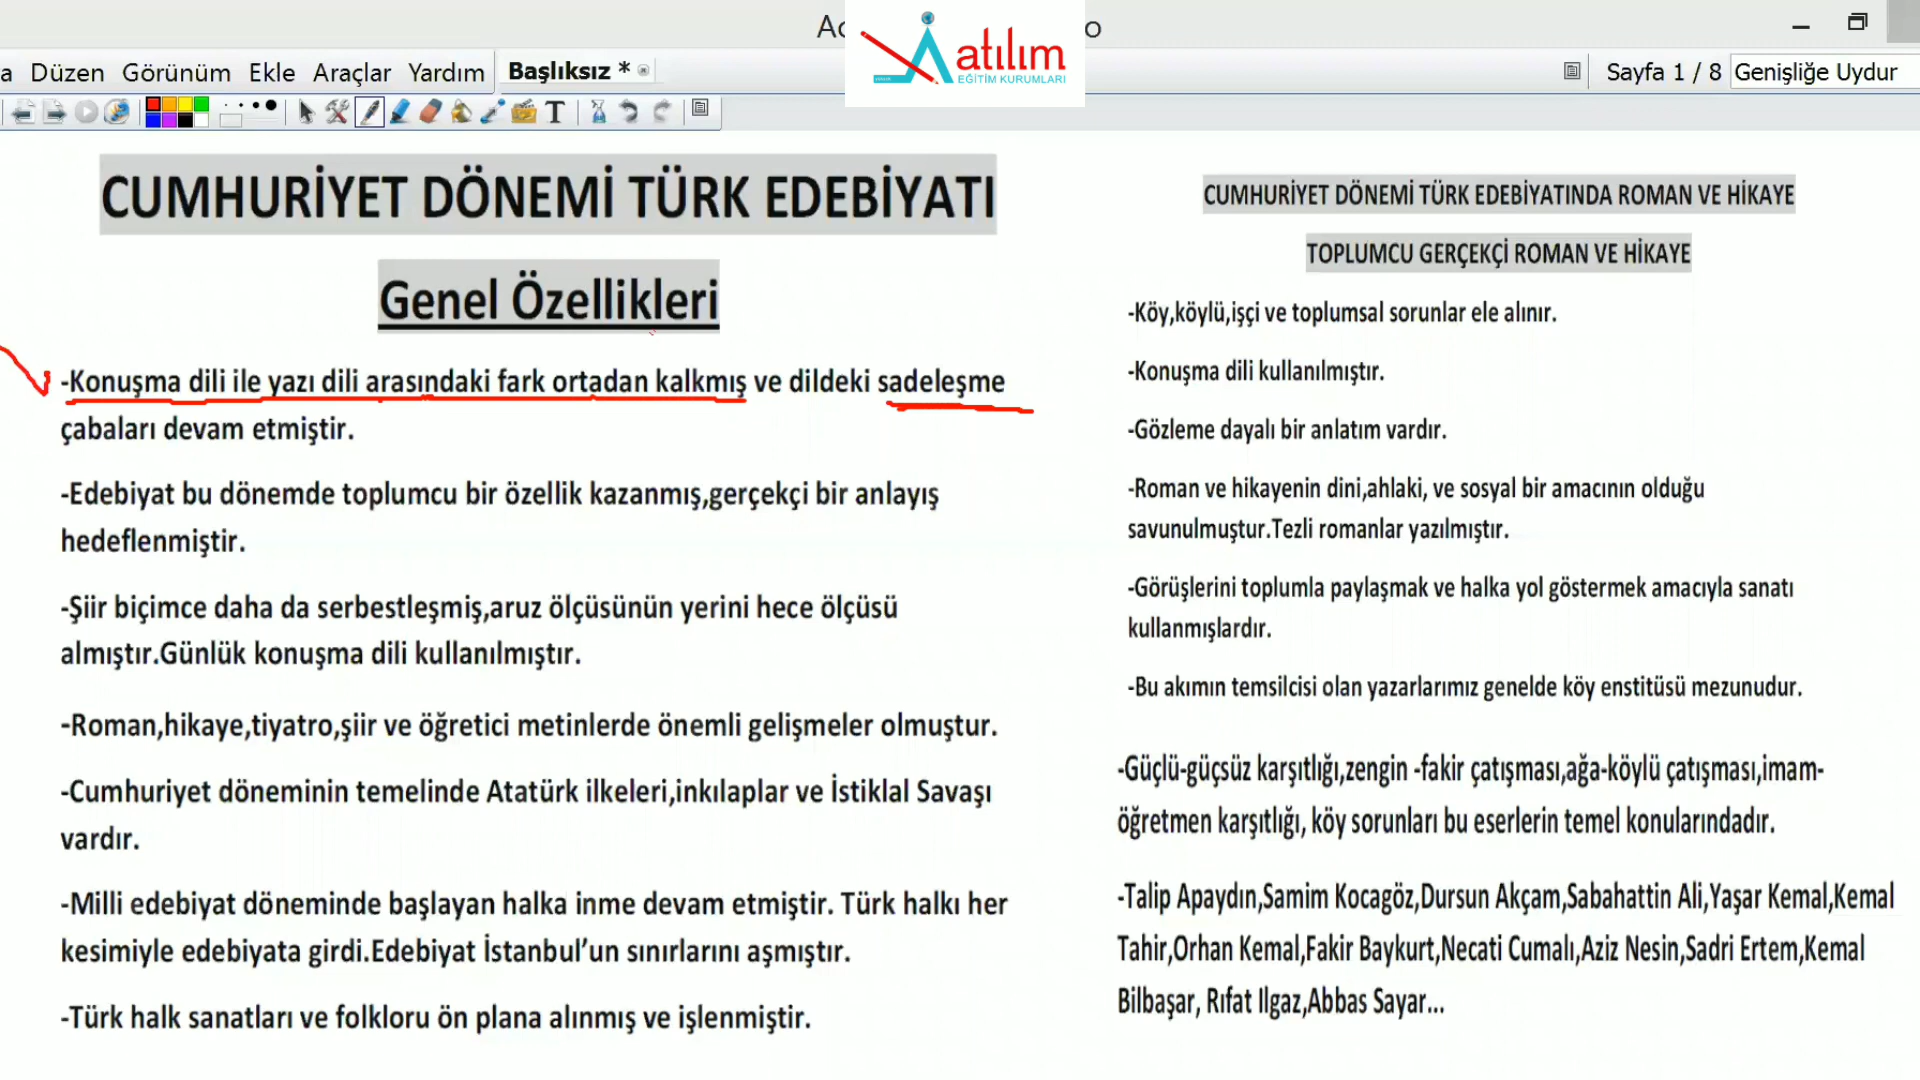 a Düzen Görünüm Ekle Araçlar Yardım Başlıksız *
atılım
EĞİTİM KURUMLARI
Sayfa 1 / 8 Genişliğe Uydur
CUMHURİYET DÖNEMİ TÜRK EDEBİYATI
Genel Özellikleri
-Konuşma dili ile yazı dili arasındaki fark ortadan kalkmış ve dildeki sadeleşme
çabaları devam etmiştir.
-Edebiyat bu dönemde toplumcu bir özellik kazanmış,gerçekçi bir anlayış
hedeflenmiştir.
-Şiir biçimce daha da serbestleşmiş,aruz ölçüsünün yerini hece ölçüsü
almıştır.Günlük konuşma dili kullanılmıştır.
-Roman,hikaye,tiyatro,şiir ve öğretici metinlerde önemli gelişmeler olmuştur.
-Cumhuriyet döneminin temelinde Atatürk ilkeleri,inkılaplar ve İstiklal Savaşı
vardır.
-Milli edebiyat döneminde başlayan halka inme devam etmiştir. Türk halkı her
kesimiyle edebiyata girdi.Edebiyat İstanbul’un sınırlarını aşmıştır.
-Türk halk sanatları ve folkloru ön plana alınmış ve işlenmiştir.
CUMHURİYET DÖNEMİ TÜRK EDEBİYATINDA ROMAN VE HİKAYE
TOPLUMCU GERÇEKÇİ ROMAN VE HİKAYE
-Köy,köylü,işçi ve toplumsal sorunlar ele alınır.
-Konuşma dili kullanılmıştır.
-Gözleme dayalı bir anlatım vardır.
-Roman ve hikayenin dini,ahlaki, ve sosyal bir amacının olduğu
savunulmuştur.Tezli romanlar yazılmıştır.
-Görüşlerini toplumla paylaşmak ve halka yol göstermek amacıyla sanatı
kullanmışlardır.
-Bu akımın temsilcisi olan yazarlarımız genelde köy enstitüsü mezunudur.
-Güçlü-güçsüz karşıtlığı,zengin -fakir çatışması,ağa-köylü çatışması,imam-
öğretmen karşıtlığı, köy sorunları bu eserlerin temel konularındadır.
-Talip Apaydın,Samim Kocagöz,Dursun Akçam,Sabahattin Ali,Yaşar Kemal,Kemal
Tahir,Orhan Kemal,Fakir Baykurt,Necati Cumalı,Aziz Nesin,Sadri Ertem,Kemal
Bilbaşar, Rıfat Ilgaz,Abbas Sayar...